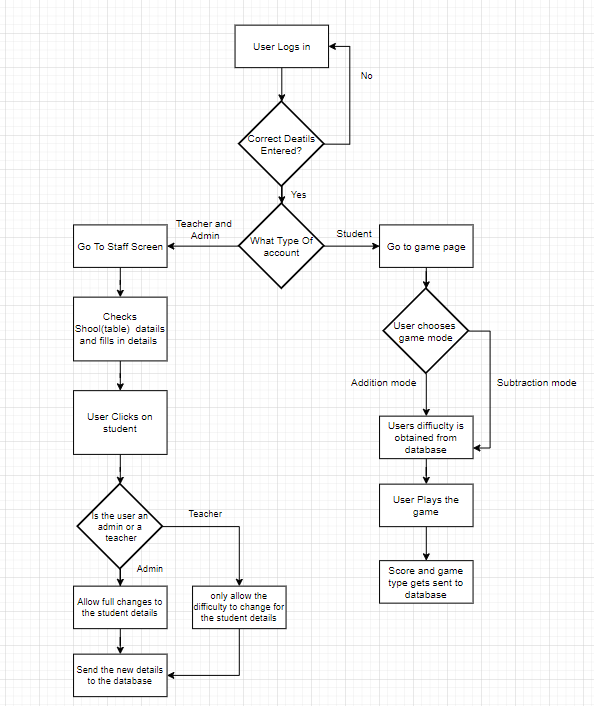 User Logs in
No
Correct Deatils
Entered?
Yes
Teacher and
Admin
Student
Go To Staff Screen
What Type Of
account
Go to game page
Checks
Shool(table) datails
and fills in details
User chooses
game mode
Addition mode
Subtraction mode
User Clicks on
student
Users diffiuclty is
obtained from
database
User Plays the
game
Is the user an
admin or a
teacher
Teacher
Admin
Score and game
type gets sent to
database
Allow full changes to
the student details
only allow the
difficulty to change for
the student details
Send the new details
to the database